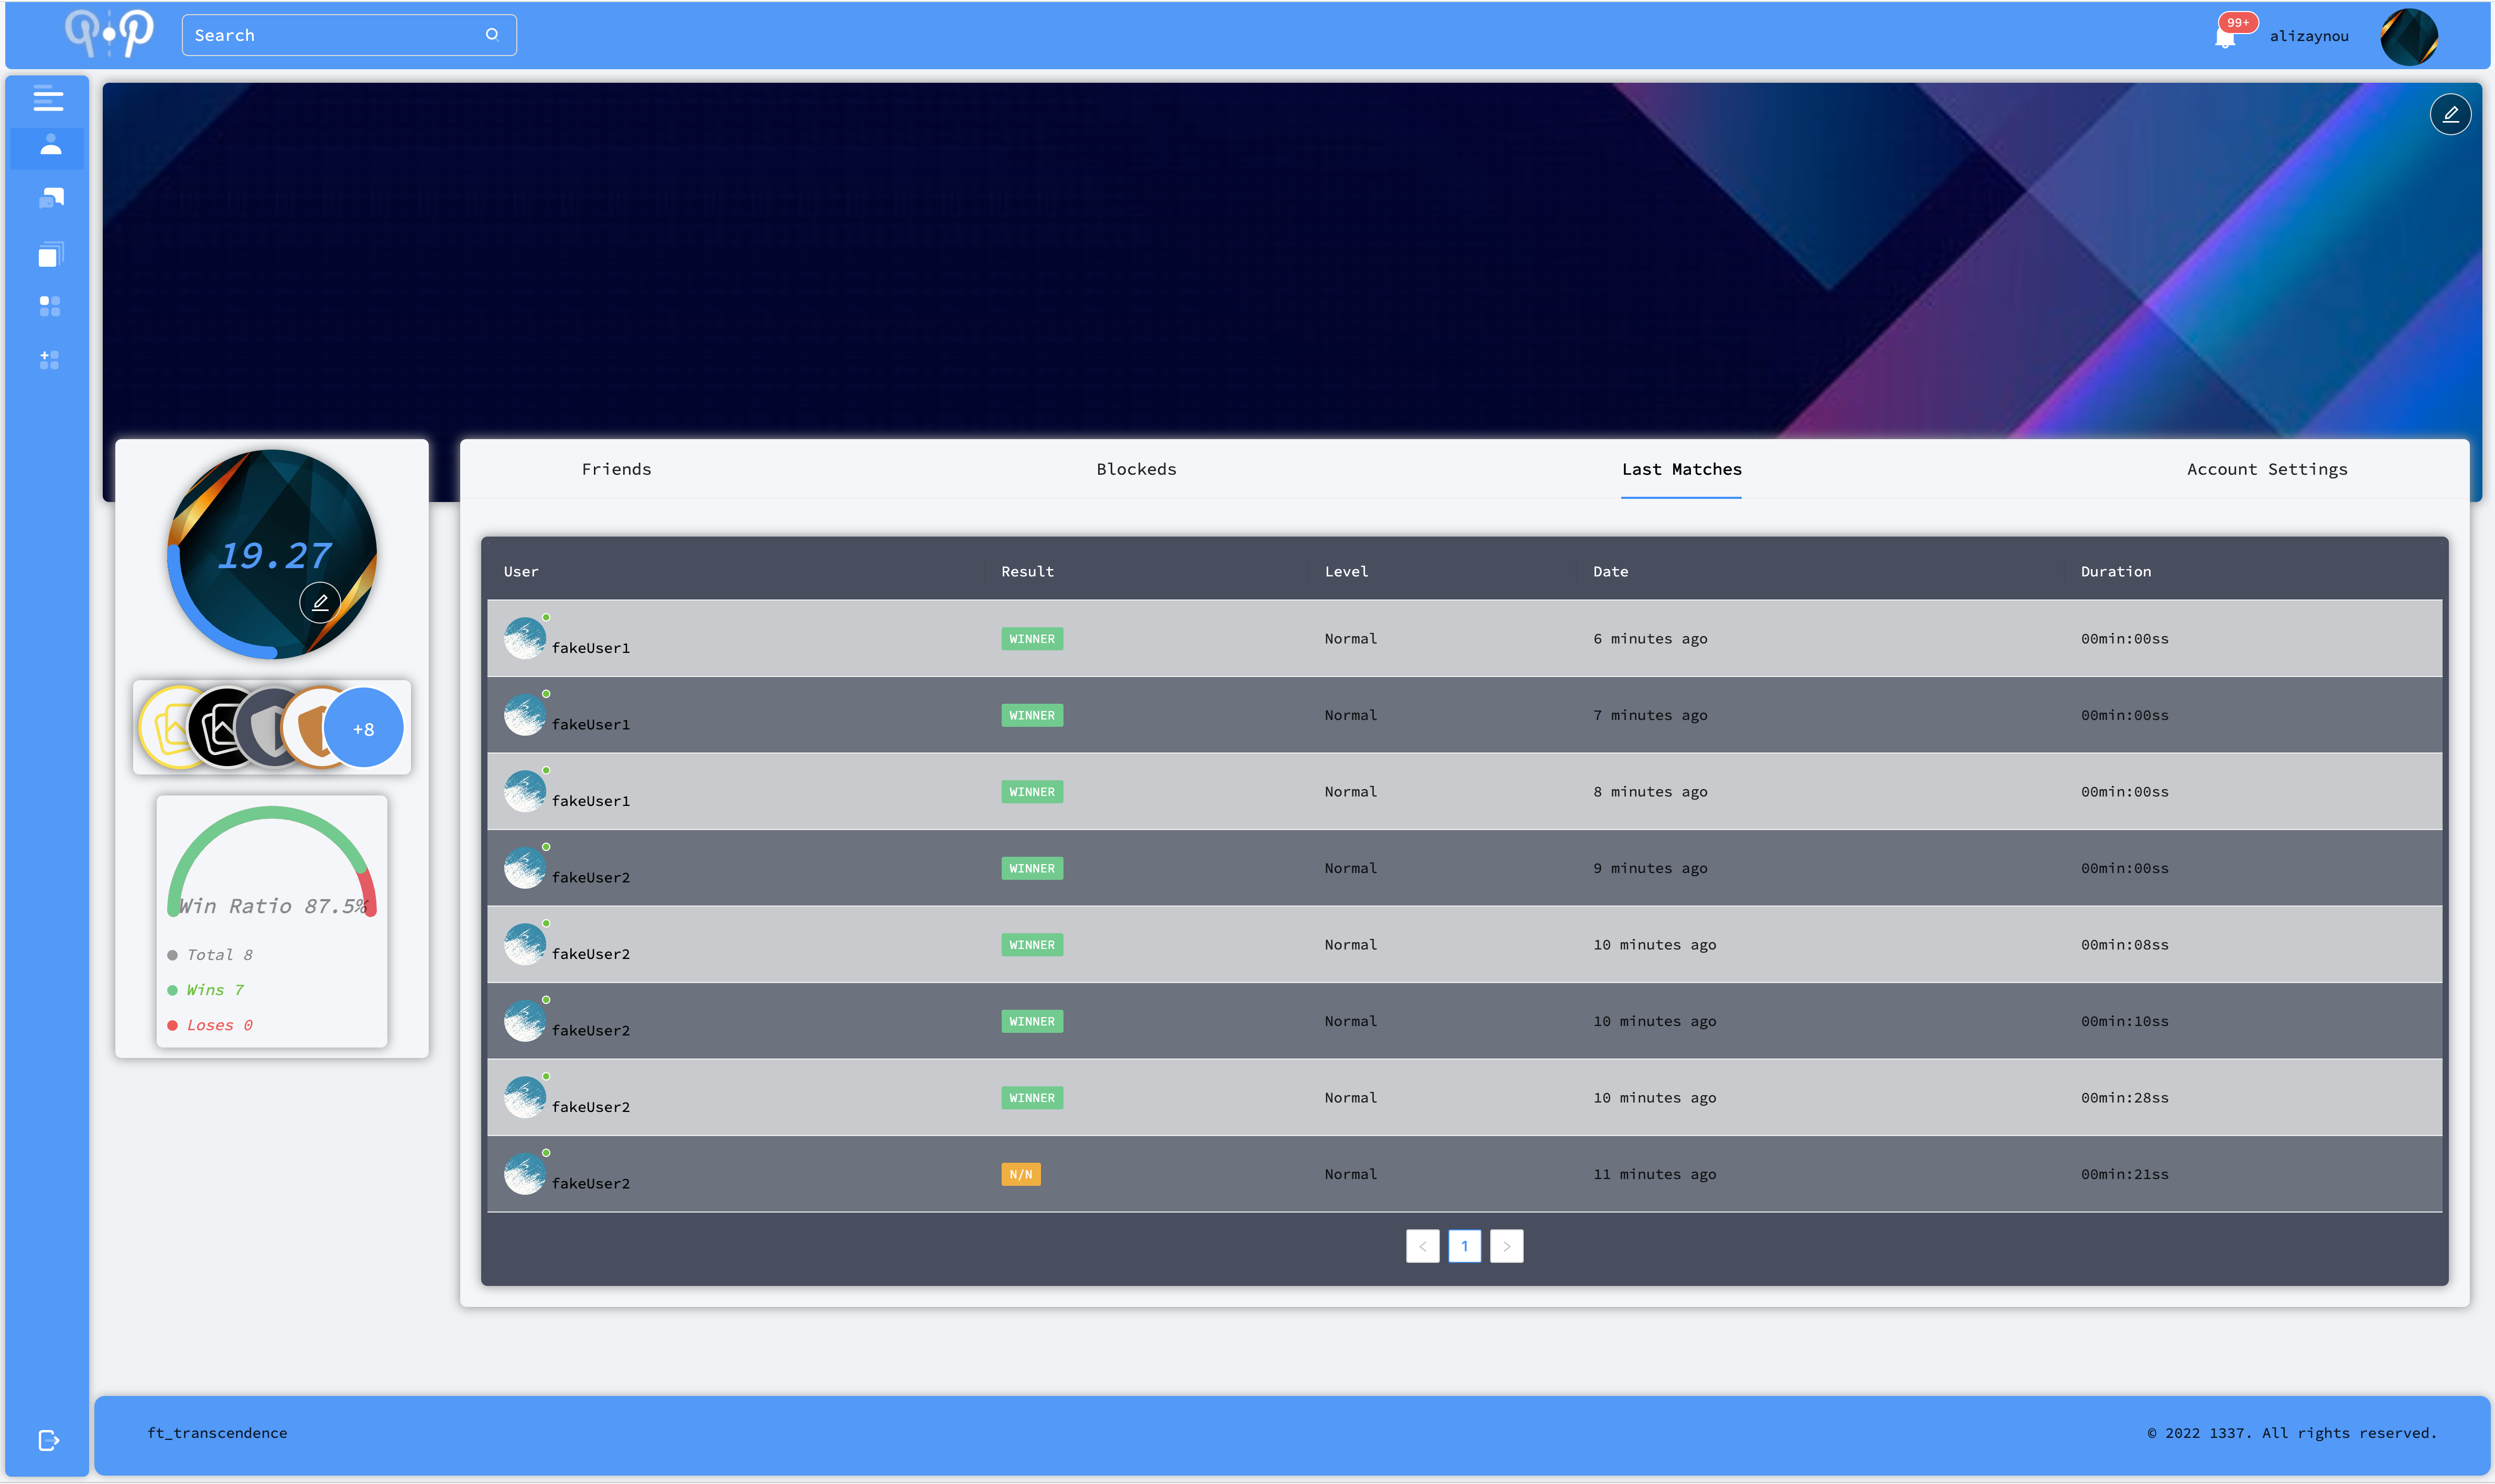 Search
99+
alizaynou
Friends Blockeds Last Matches Account Settings
19.27
+8
Win Ratio 87.5%
Total 8
Wins 7
Loses 0
User Result Level Date Duration
fakeUser1 WINNER Normal 6 minutes ago 00min:00ss
fakeUser1 WINNER Normal 7 minutes ago 00min:00ss
fakeUser1 WINNER Normal 8 minutes ago 00min:00ss
fakeUser2 WINNER Normal 9 minutes ago 00min:00ss
fakeUser2 WINNER Normal 10 minutes ago 00min:08ss
fakeUser2 WINNER Normal 10 minutes ago 00min:10ss
fakeUser2 WINNER Normal 10 minutes ago 00min:28ss
fakeUser2 N/N Normal 11 minutes ago 00min:21ss
< 1 >
ft_transcendence
© 2022 1337. All rights reserved.